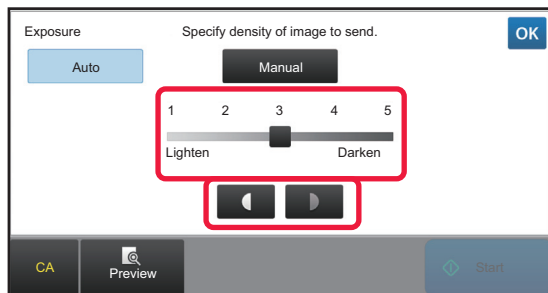 Exposure
Specify density of image to send.
OK
Auto
Manual
1 2 3 4 5
Lighten Darken
CA
Preview
Start